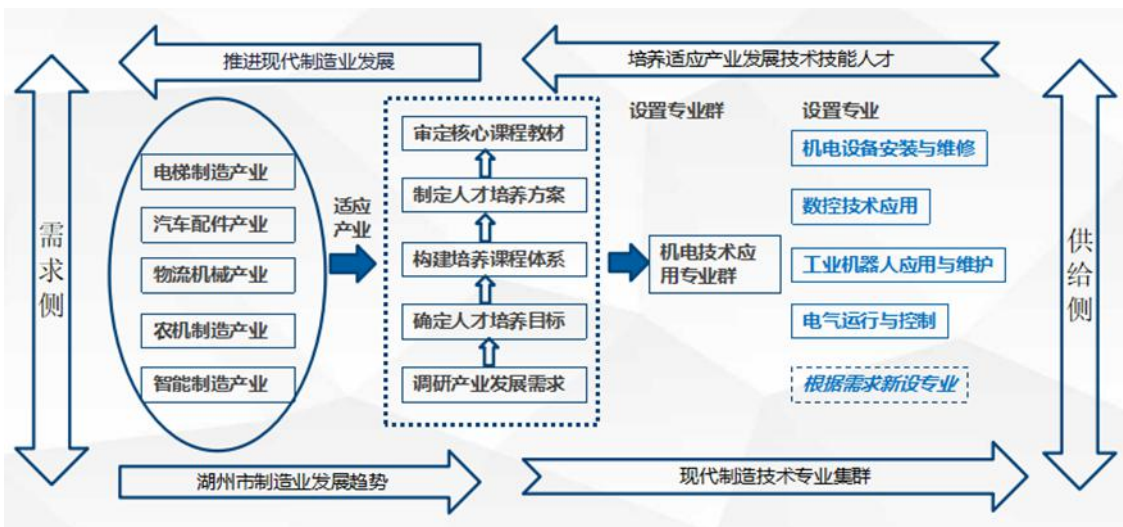 推进现代制造业发展
培养适应产业发展技术技能人才
需求侧
电梯制造产业
汽车配件产业
物流机械产业
农机制造产业
智能制造产业
适应
产业
审定核心课程教材
制定人才培养方案
构建培养课程体系
确定人才培养目标
调研产业发展需求
设置专业群
机电技术应
用专业群
设置专业
机电设备安装与维修
数控技术应用
工业机器人应用与维护
电气运行与控制
根据需求新设专业
供给侧
湖州市制造业发展趋势
现代制造技术专业集群